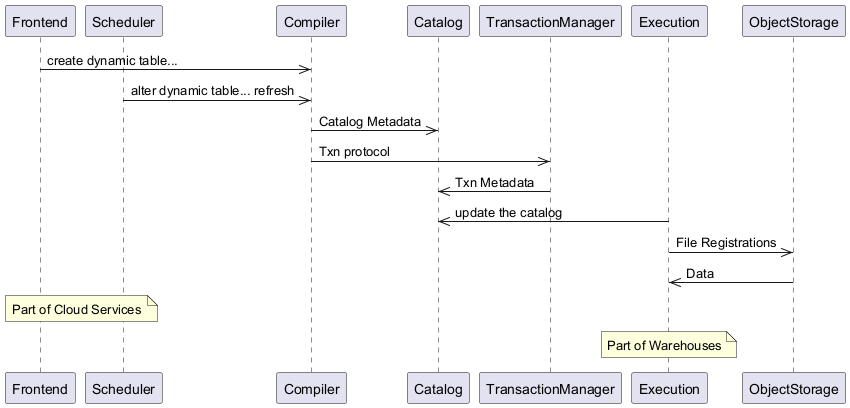 Frontend Scheduler Compiler Catalog TransactionManager Execution ObjectStorage
create dynamic table...
alter dynamic table... refresh
Catalog Metadata
Txn protocol
Txn Metadata
update the catalog
File Registrations
Data
Part of Cloud Services
Part of Warehouses
Frontend Scheduler Compiler Catalog TransactionManager Execution ObjectStorage